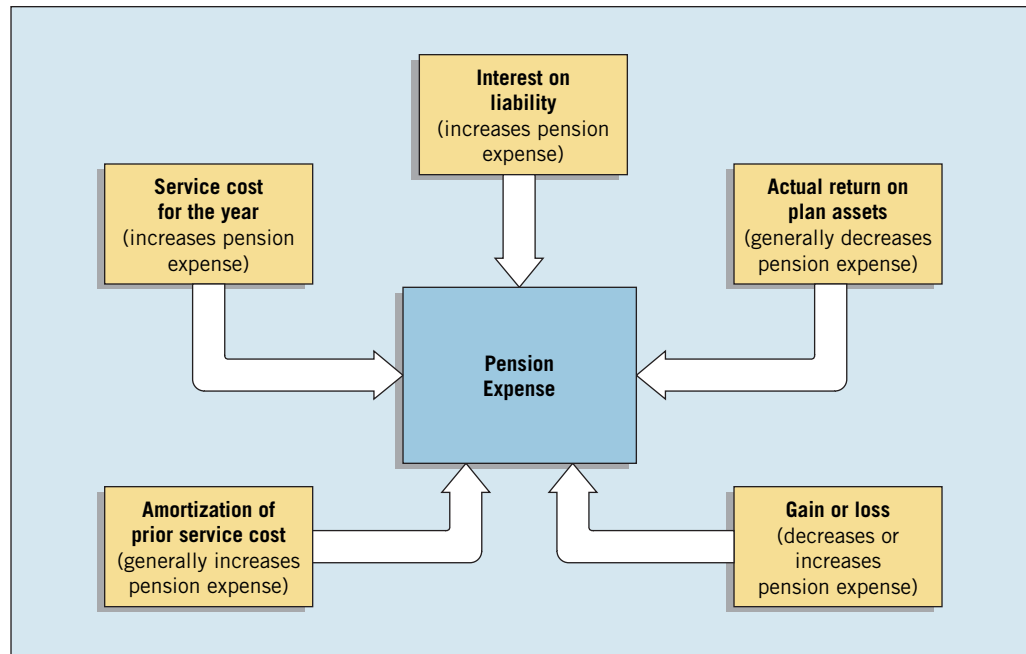 Interest on
liability
(increases pension
expense)
Service cost
for the year
(increases pension
expense)
Actual return on
plan assets
(generally decreases
pension expense)
Pension
Expense
Amortization of
prior service cost
(generally increases
pension expense)
Gain or loss
(decreases or
increases
pension expense)